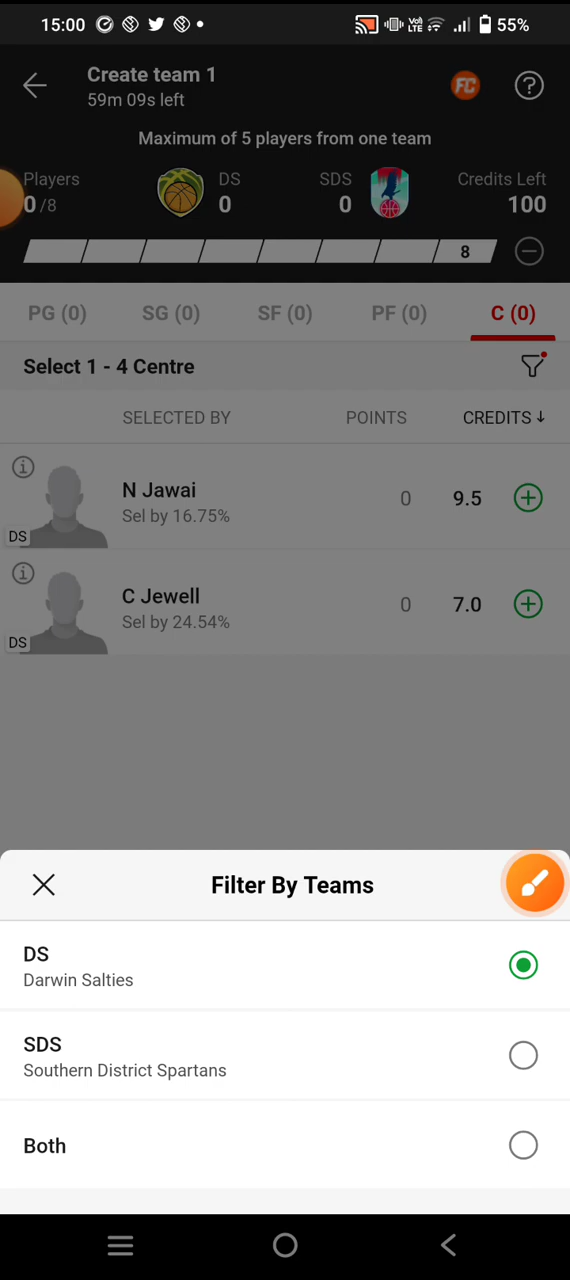 15:00 VoI LTE 55%
Create team 1
59m 09s left
FC
?
Maximum of 5 players from one team
Players DS SDS Credits Left
0/8 0 0 100
8
PG (0) SG (0) SF (0) PF (0) C (0)
Select 1 - 4 Centre
SELECTED BY POINTS CREDITS ↓
i
N Jawai 0 9.5
Sel by 16.75%
DS
i
C Jewell 0 7.0
Sel by 24.54%
DS
Filter By Teams
DS
Darwin Salties
SDS
Southern District Spartans
Both